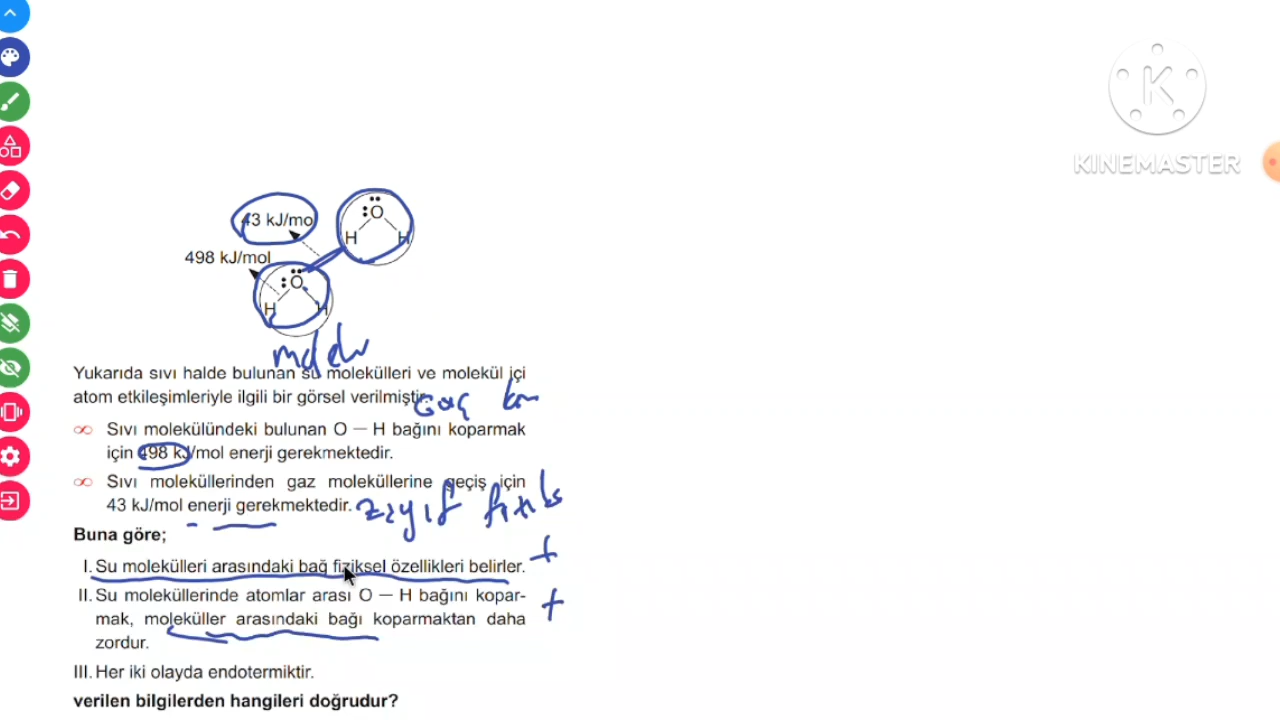 KINEMASTER
43 kJ/mo
O
H H
498 kJ/mol
O
H H
Yukarıda sıvı halde bulunan su molekülleri ve molekül içi
atom etkileşimleriyle ilgili bir görsel verilmiştir.
Sıvı molekülündeki bulunan O – H bağını koparmak
için 498 kJ/mol enerji gerekmektedir.
Sıvı moleküllerinden gaz moleküllerine geçiş için
43 kJ/mol enerji gerekmektedir.
zayıf fiziks
Buna göre;
I. Su molekülleri arasındaki bağ fiziksel özellikleri belirler. +
II. Su moleküllerinde atomlar arası O – H bağını kopar-
mak, moleküller arasındaki bağı koparmaktan daha +
zordur.
III. Her iki olayda endotermiktir.
verilen bilgilerden hangileri doğrudur?